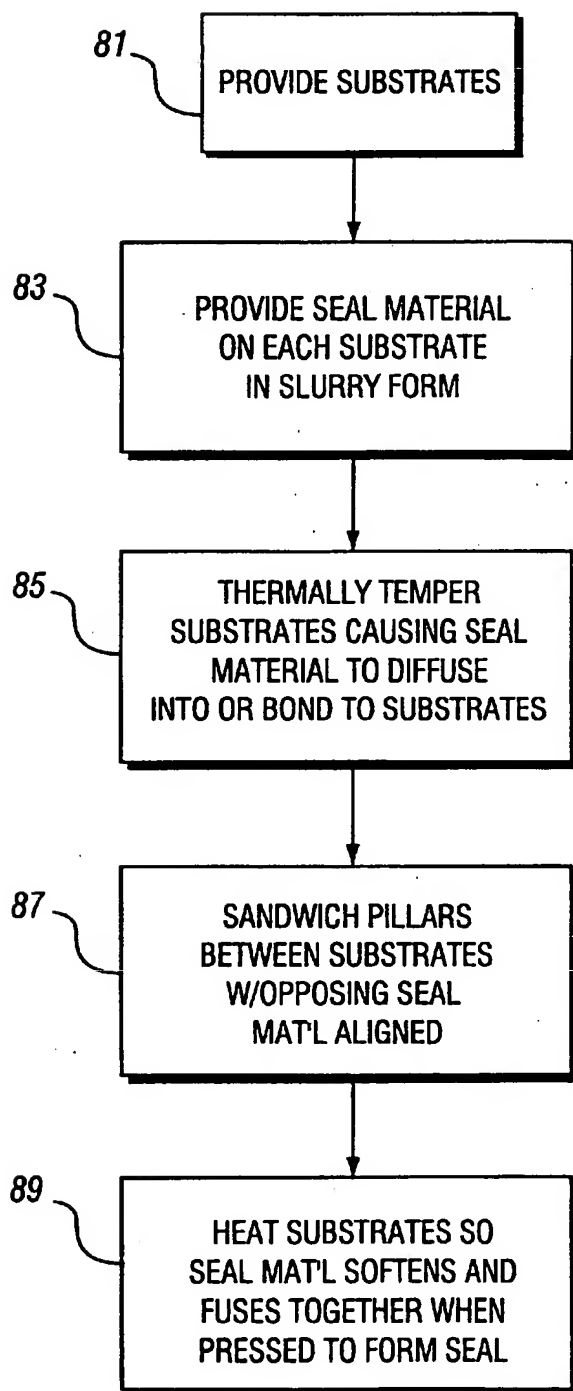 81
PROVIDE SUBSTRATES
83
PROVIDE SEAL MATERIAL
ON EACH SUBSTRATE
IN SLURRY FORM
85
THERMALLY TEMPER
SUBSTRATES CAUSING SEAL
MATERIAL TO DIFFUSE
INTO OR BOND TO SUBSTRATES
87
SANDWICH PILLARS
BETWEEN SUBSTRATES
W/OPPOSING SEAL
MAT'L ALIGNED
89
HEAT SUBSTRATES SO
SEAL MAT'L SOFTENS AND
FUSES TOGETHER WHEN
PRESSED TO FORM SEAL